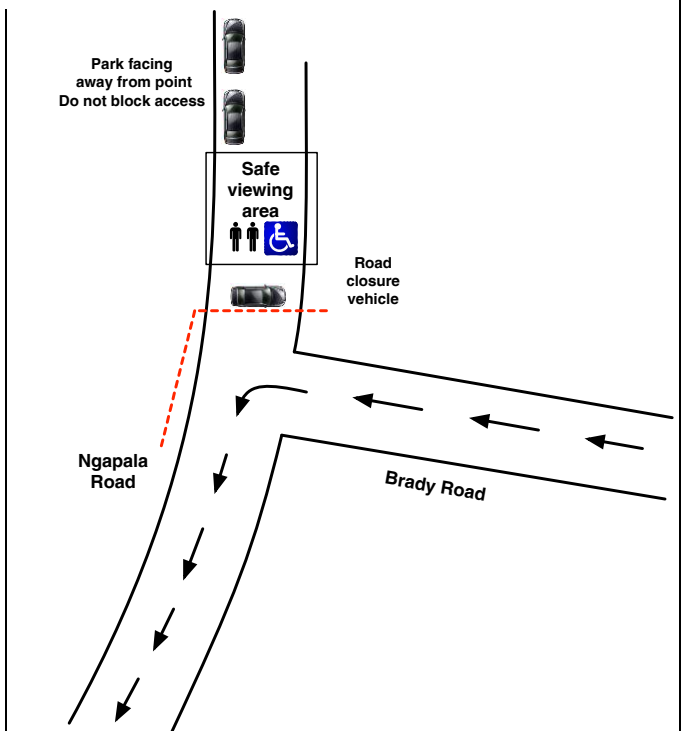 Park facing
away from point
Do not block access
Safe
viewing
area
Road
closure
vehicle
Ngapala
Road
Brady Road